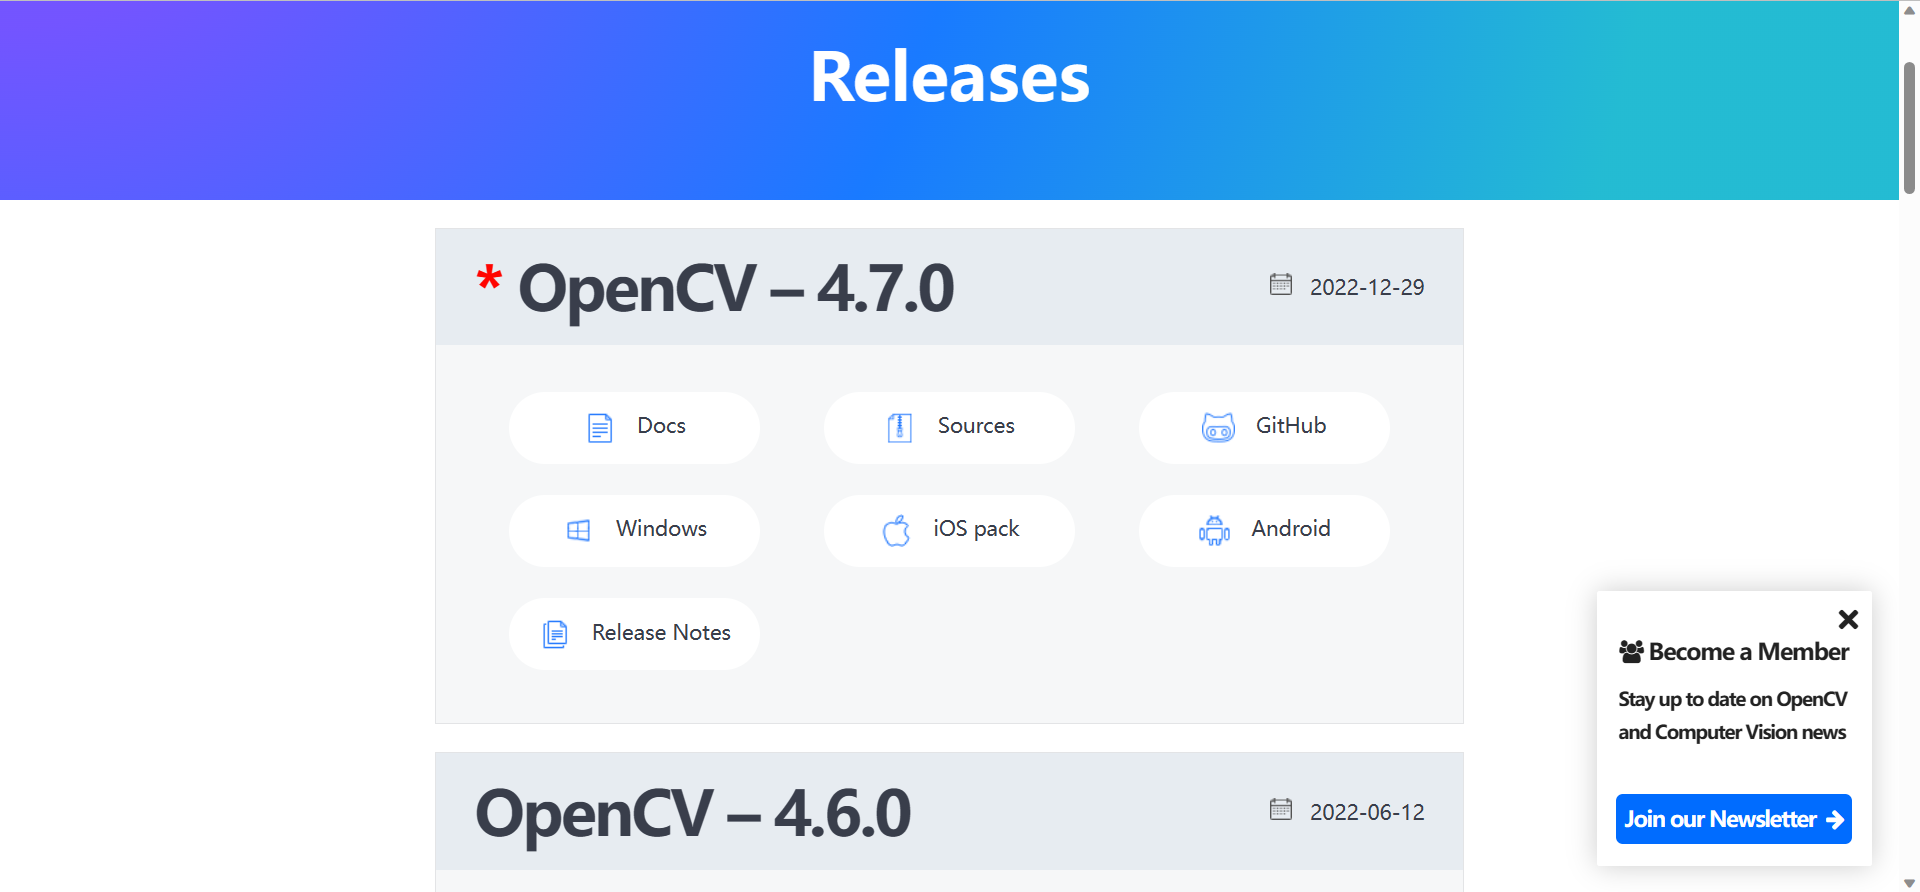 Releases
* OpenCV – 4.7.0
2022-12-29
Docs
Sources
GitHub
Windows
iOS pack
Android
Release Notes
OpenCV – 4.6.0
2022-06-12
Become a Member
Stay up to date on OpenCV
and Computer Vision news
Join our Newsletter